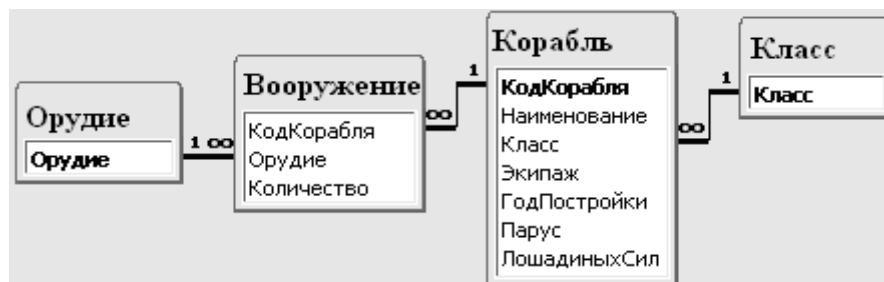 Орудие
Орудие
1 ∞
Вооружение
КодКорабля
Орудие
Количество
∞ 1
Корабль
КодКорабля
Наименование
Класс
Экипаж
ГодПостройки
Парус
ЛошадиныхСил
∞ 1
Класс
Класс